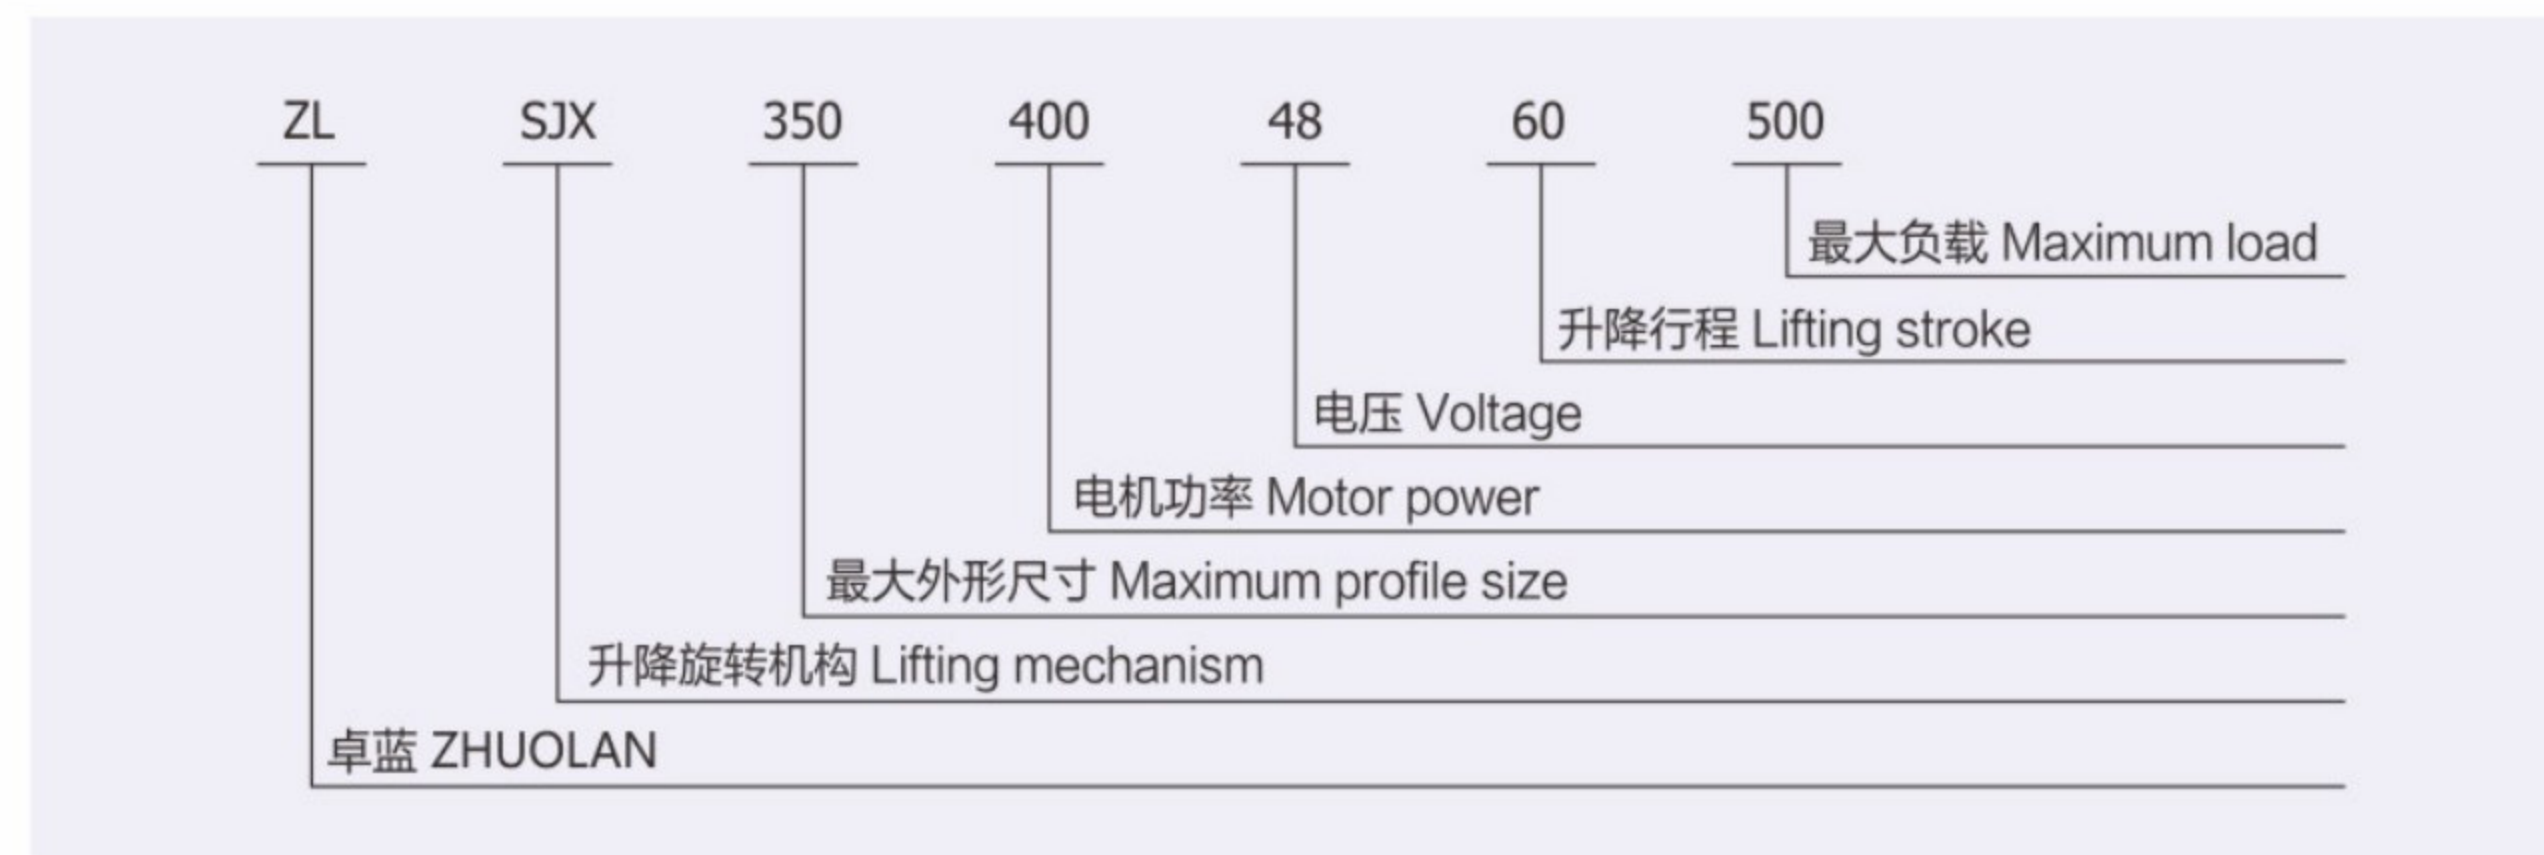 ZL SJX 350 400 48 60 500
最大负载 Maximum load
升降行程 Lifting stroke
电压 Voltage
电机功率 Motor power
最大外形尺寸 Maximum profile size
升降旋转机构 Lifting mechanism
卓蓝 ZHUOLAN